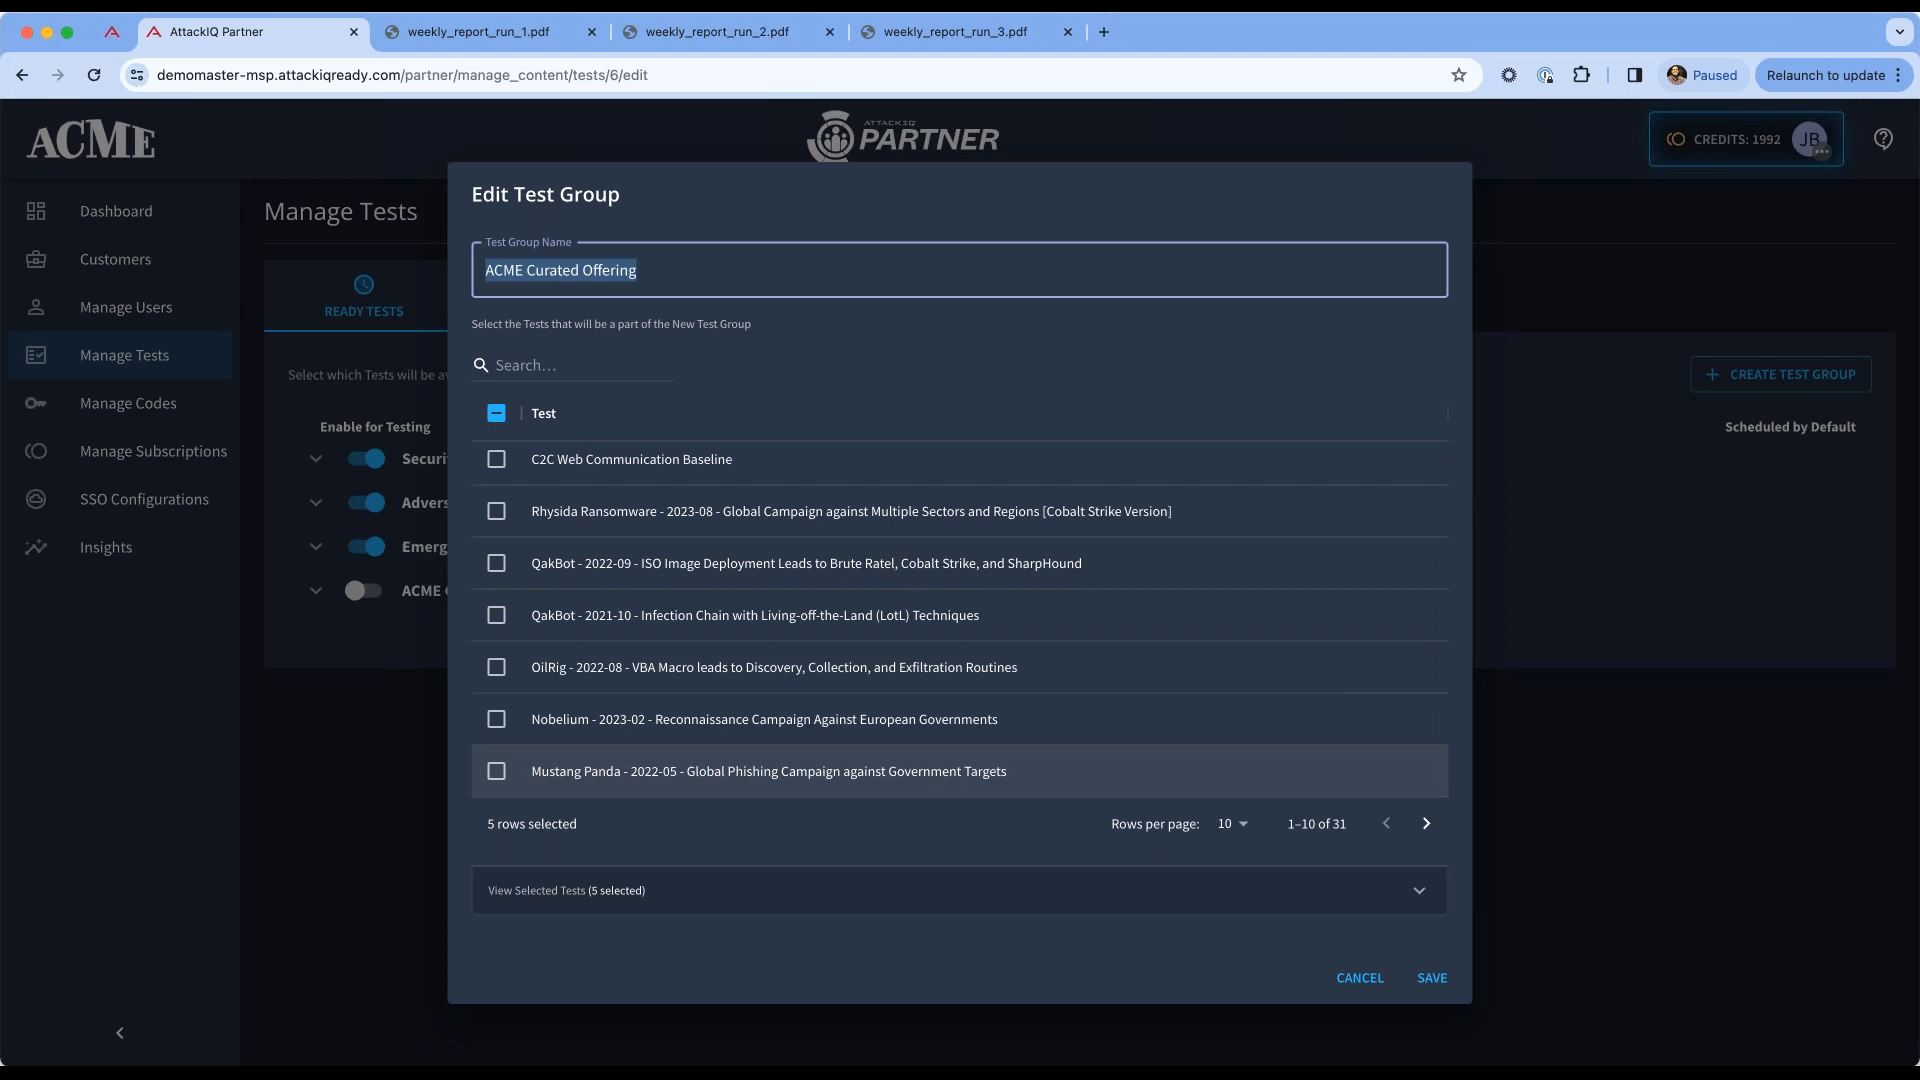 AttackIQ Partner
weekly_report_run_1.pdf
weekly_report_run_2.pdf
weekly_report_run_3.pdf
demomaster-msp.attackiqready.com/partner/manage_content/tests/6/edit
Paused
Relaunch to update
ACME
ATTACKIQ
PARTNER
CREDITS: 1992
JB
Dashboard
Customers
Manage Users
Manage Tests
Manage Codes
Manage Subscriptions
SSO Configurations
Insights
Manage Tests
READY TESTS
Select which Tests will be av
Enable for Testing
Securi
Advers
Emerg
ACME
CREATE TEST GROUP
Scheduled by Default
Edit Test Group
Test Group Name
ACME Curated Offering
Select the Tests that will be a part of the New Test Group
Search…
Test
C2C Web Communication Baseline
Rhysida Ransomware - 2023-08 - Global Campaign against Multiple Sectors and Regions [Cobalt Strike Version]
QakBot - 2022-09 - ISO Image Deployment Leads to Brute Ratel, Cobalt Strike, and SharpHound
QakBot - 2021-10 - Infection Chain with Living-off-the-Land (LotL) Techniques
OilRig - 2022-08 - VBA Macro leads to Discovery, Collection, and Exfiltration Routines
Nobelium - 2023-02 - Reconnaissance Campaign Against European Governments
Mustang Panda - 2022-05 - Global Phishing Campaign against Government Targets
5 rows selected
Rows per page: 10
1–10 of 31
View Selected Tests (5 selected)
CANCEL
SAVE